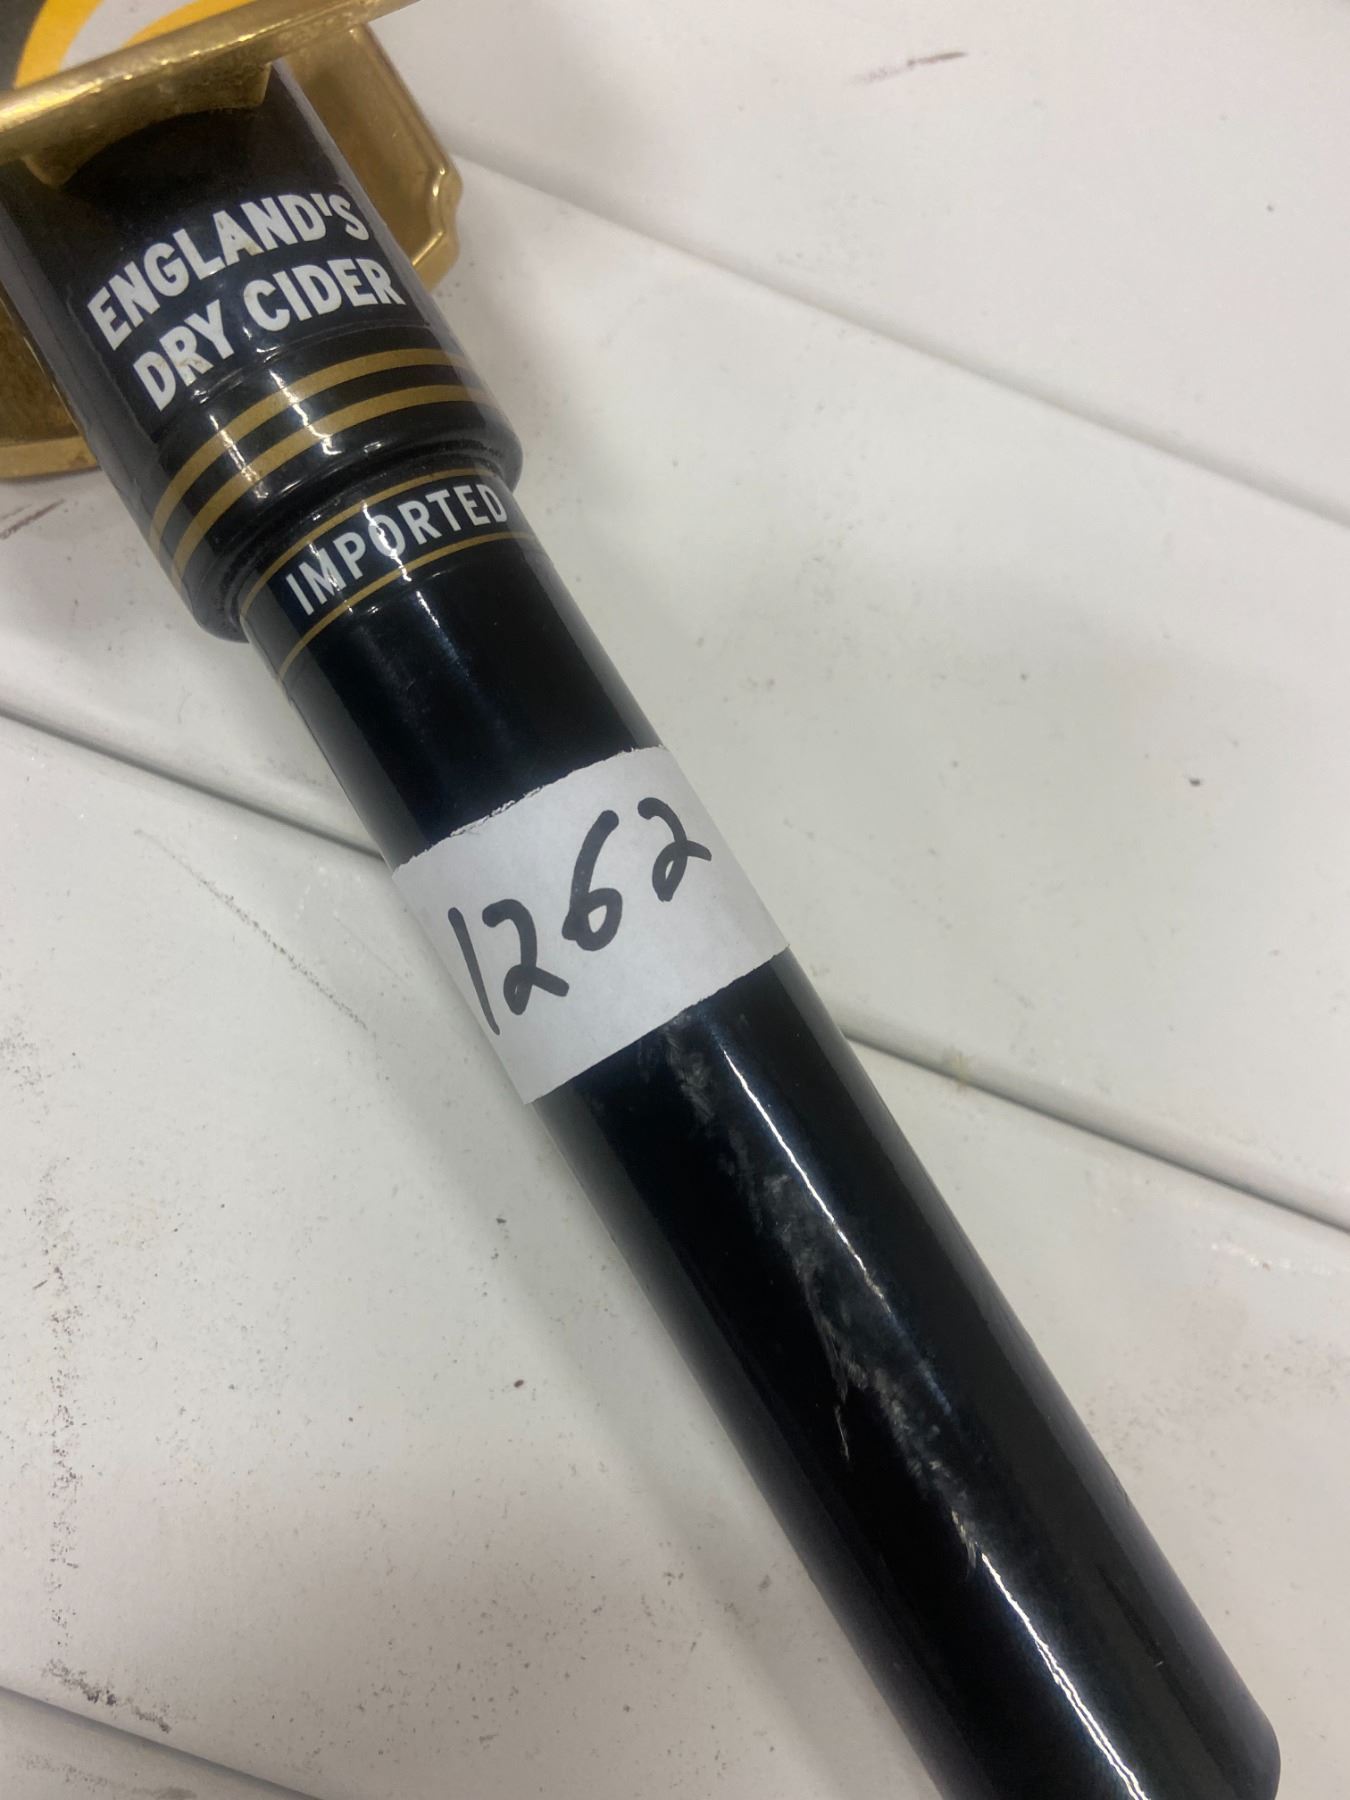 ENGLAND'S
DRY CIDER
IMPORTED
1262